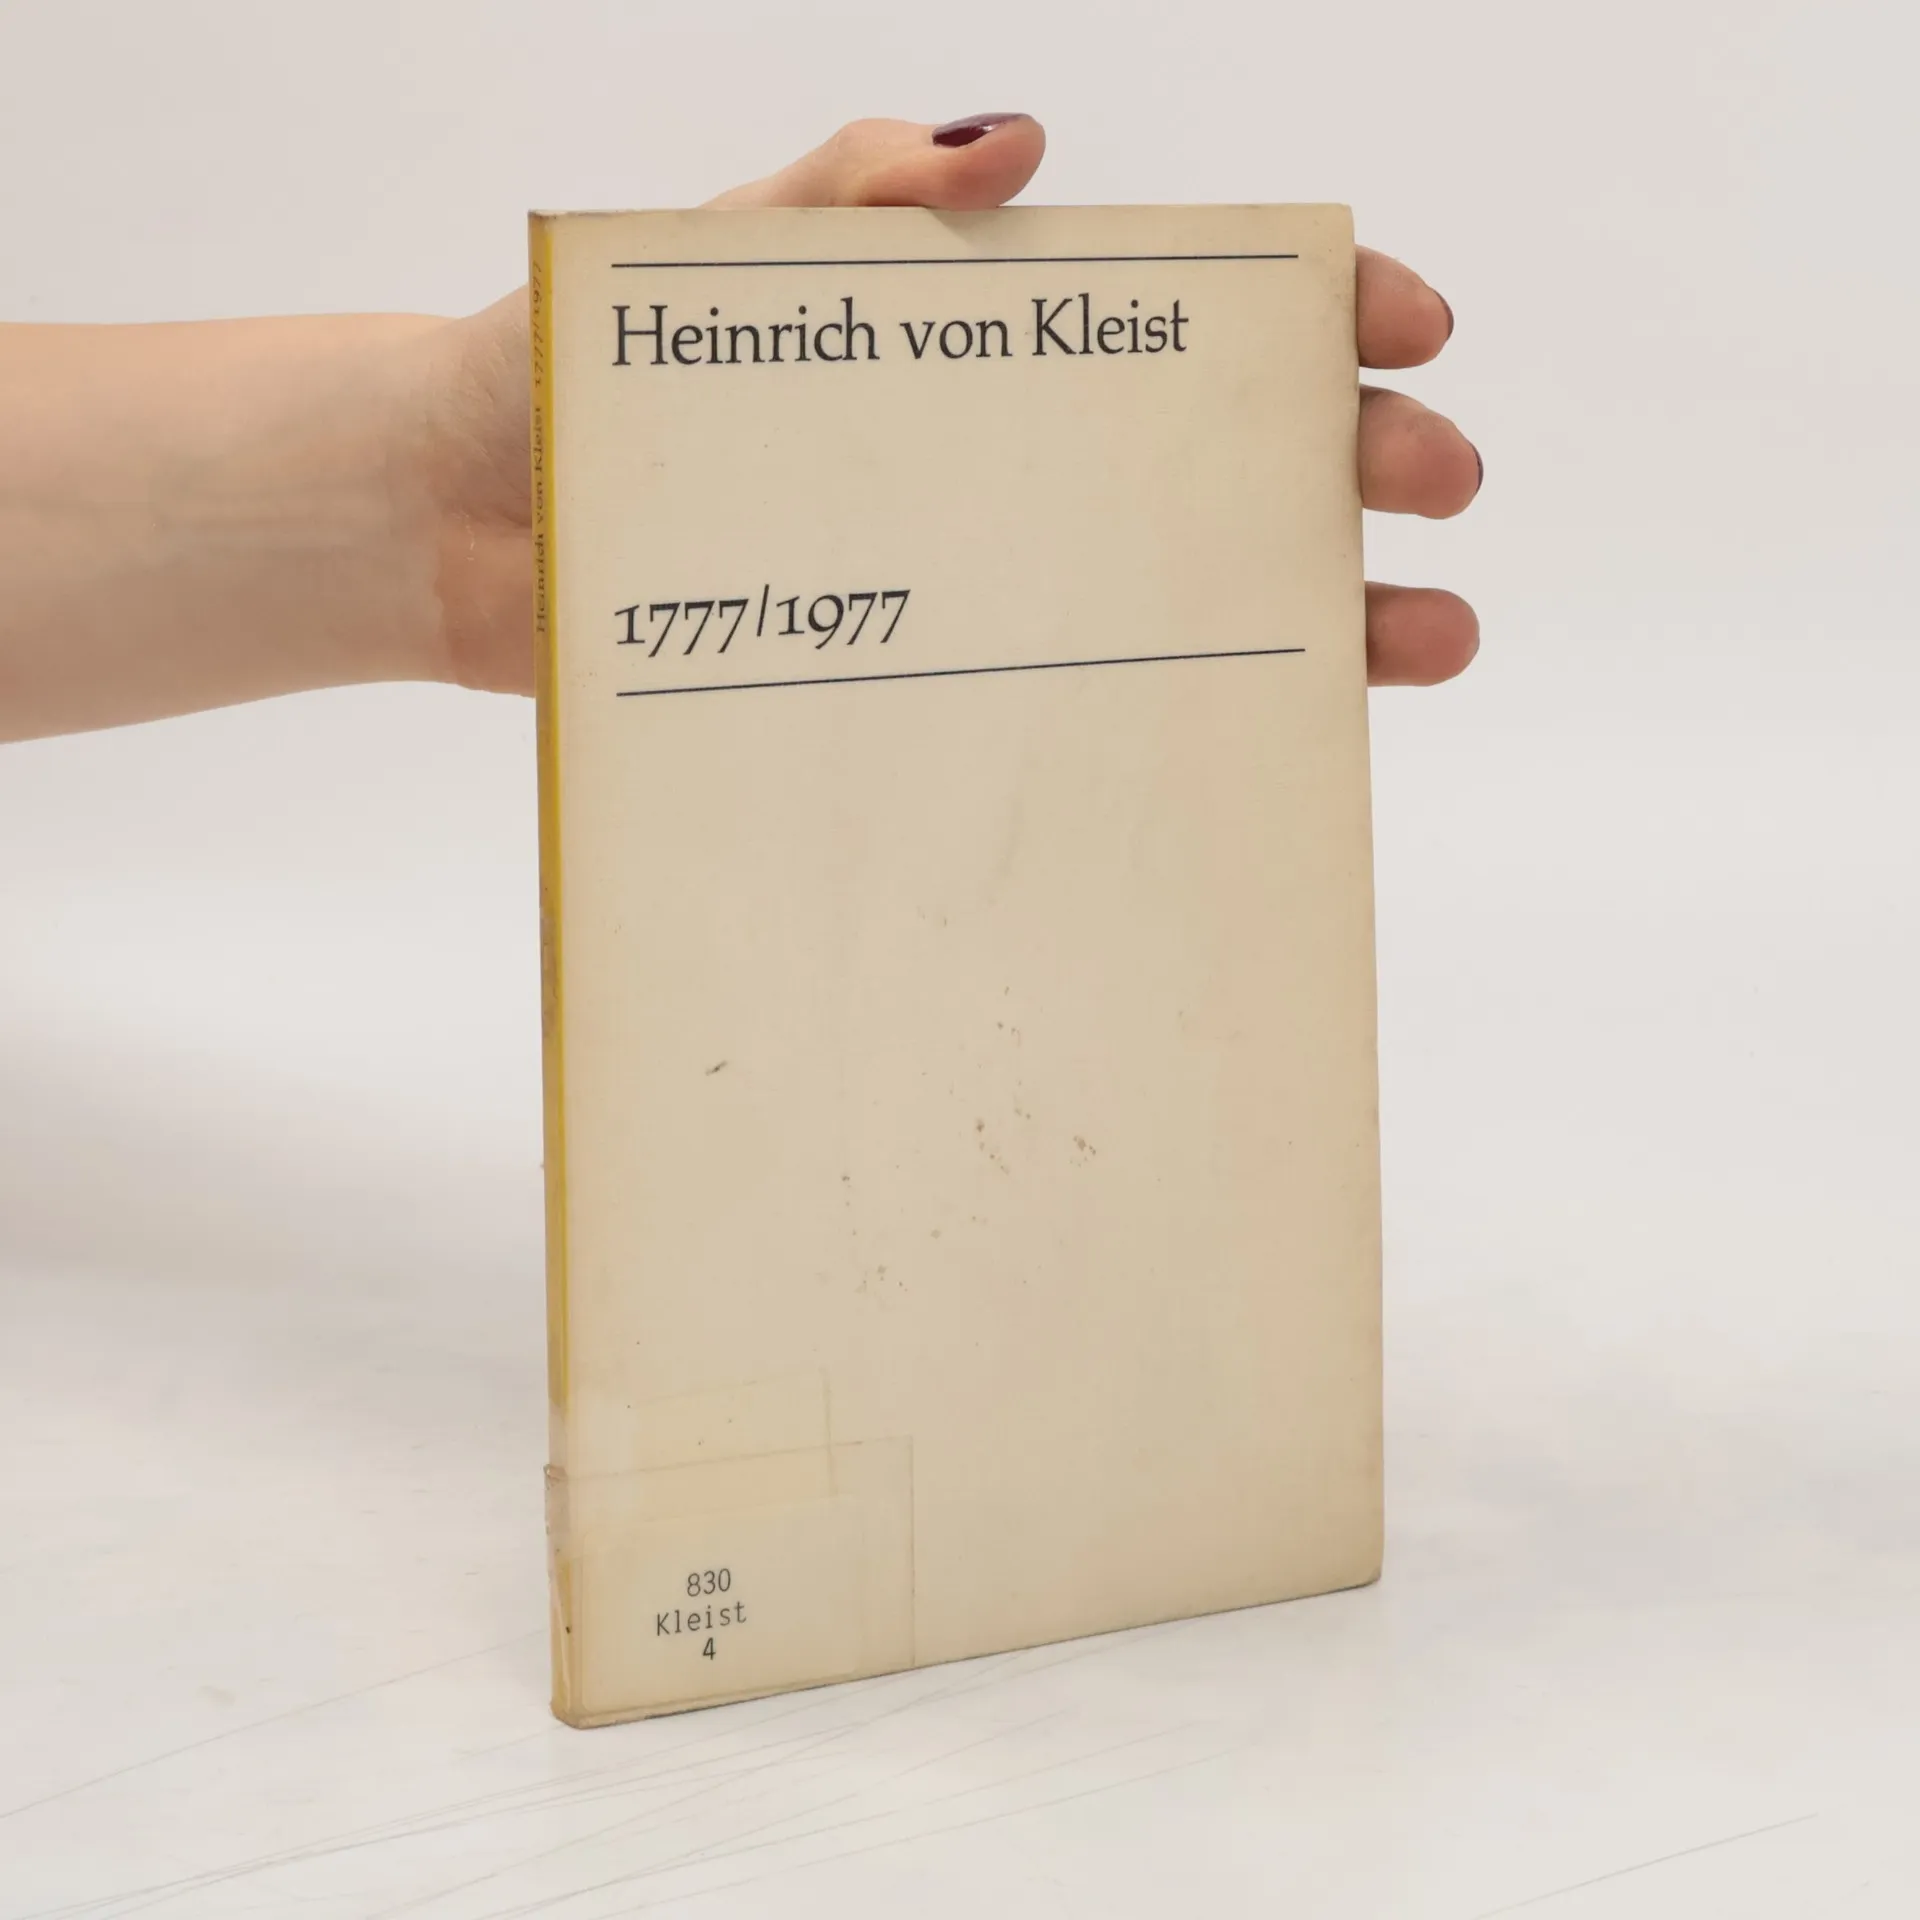 Heinrich von Kleist
1777/1977
Heinrich von Kleist 1777/1977
830
Kleist
4